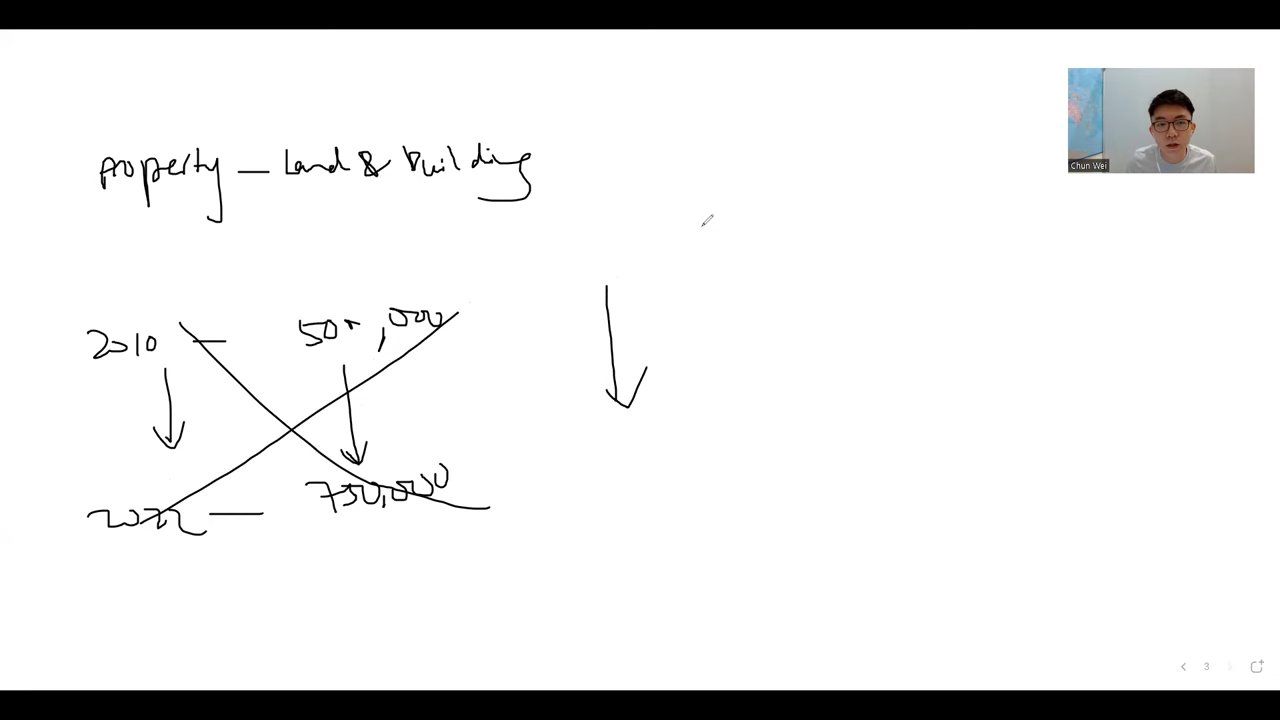 Property — Land & Building
Chun Wei
2010 — 500,000
2022 — 750,000
3